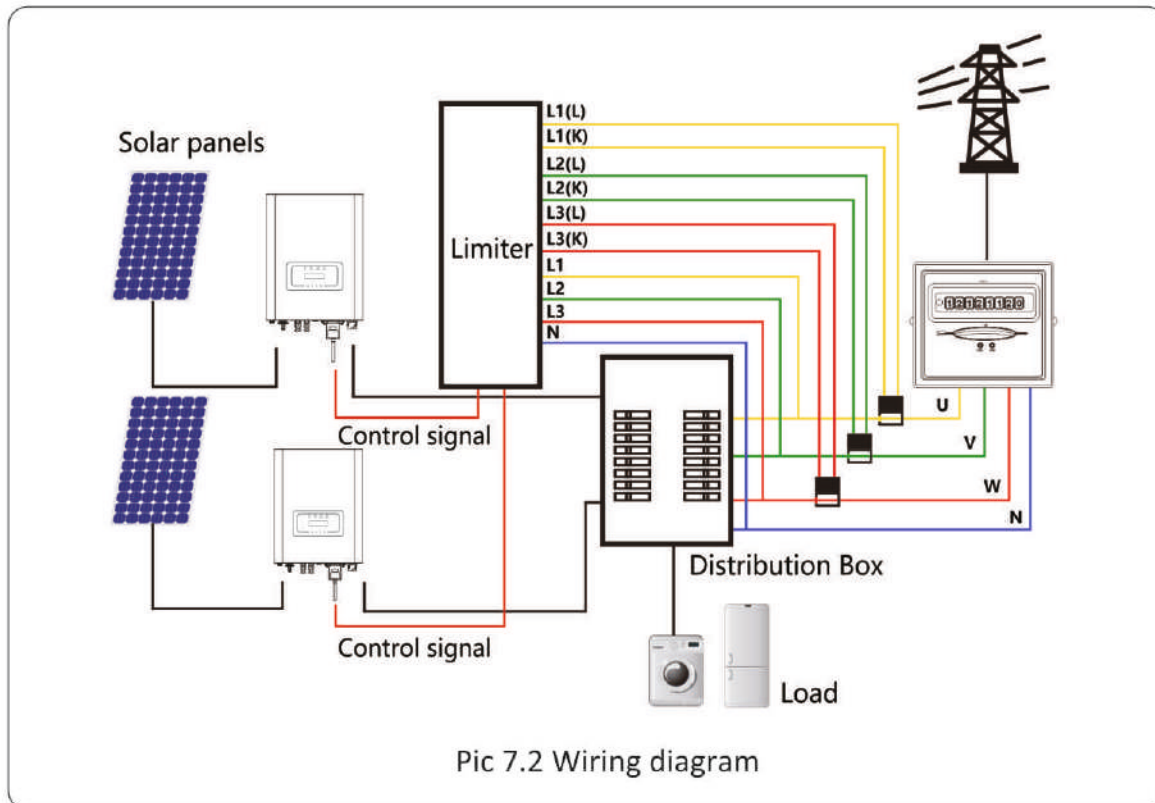 Solar panels
Limiter
L1(L)
L1(K)
L2(L)
L2(K)
L3(L)
L3(K)
L1
L2
L3
N
12121120
U
V
W
N
Control signal
Control signal
Distribution Box
Load
Pic 7.2 Wiring diagram